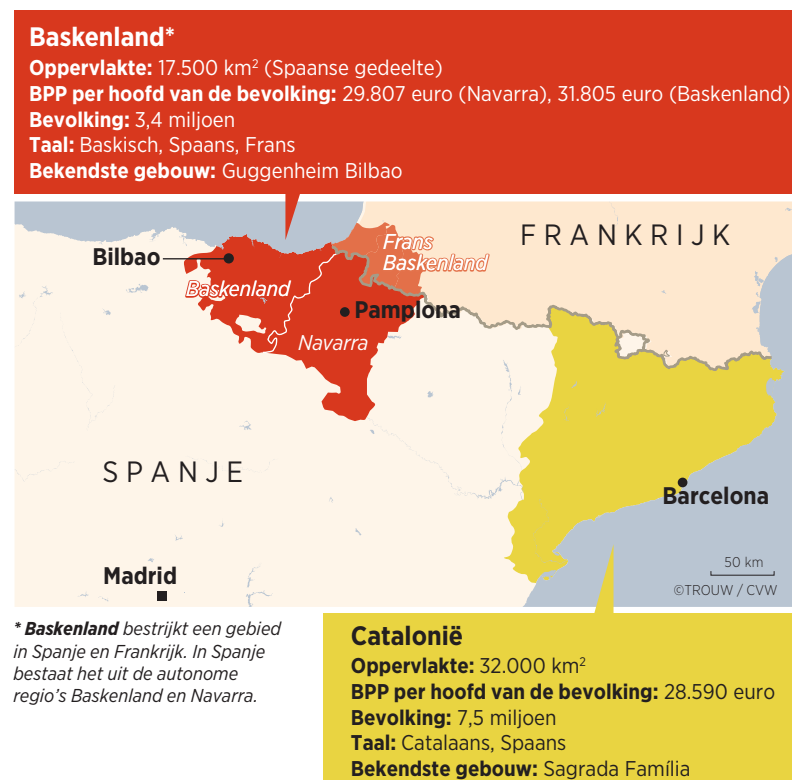 Baskenland*
Oppervlakte: 17.500 km² (Spaanse gedeelte)
BPP per hoofd van de bevolking: 29.807 euro (Navarra), 31.805 euro (Baskenland)
Bevolking: 3,4 miljoen
Taal: Baskisch, Spaans, Frans
Bekendste gebouw: Guggenheim Bilbao
FRANKRIJK
Frans
Baskenland
Bilbao
Baskenland
Pamplona
Navarra
SPANJE
Barcelona
Madrid
50 km
©TROUW / CVW
* Baskenland bestrijkt een gebied
in Spanje en Frankrijk. In Spanje
bestaat het uit de autonome
regio's Baskenland en Navarra.
Catalonië
Oppervlakte: 32.000 km²
BPP per hoofd van de bevolking: 28.590 euro
Bevolking: 7,5 miljoen
Taal: Catalaans, Spaans
Bekendste gebouw: Sagrada Família